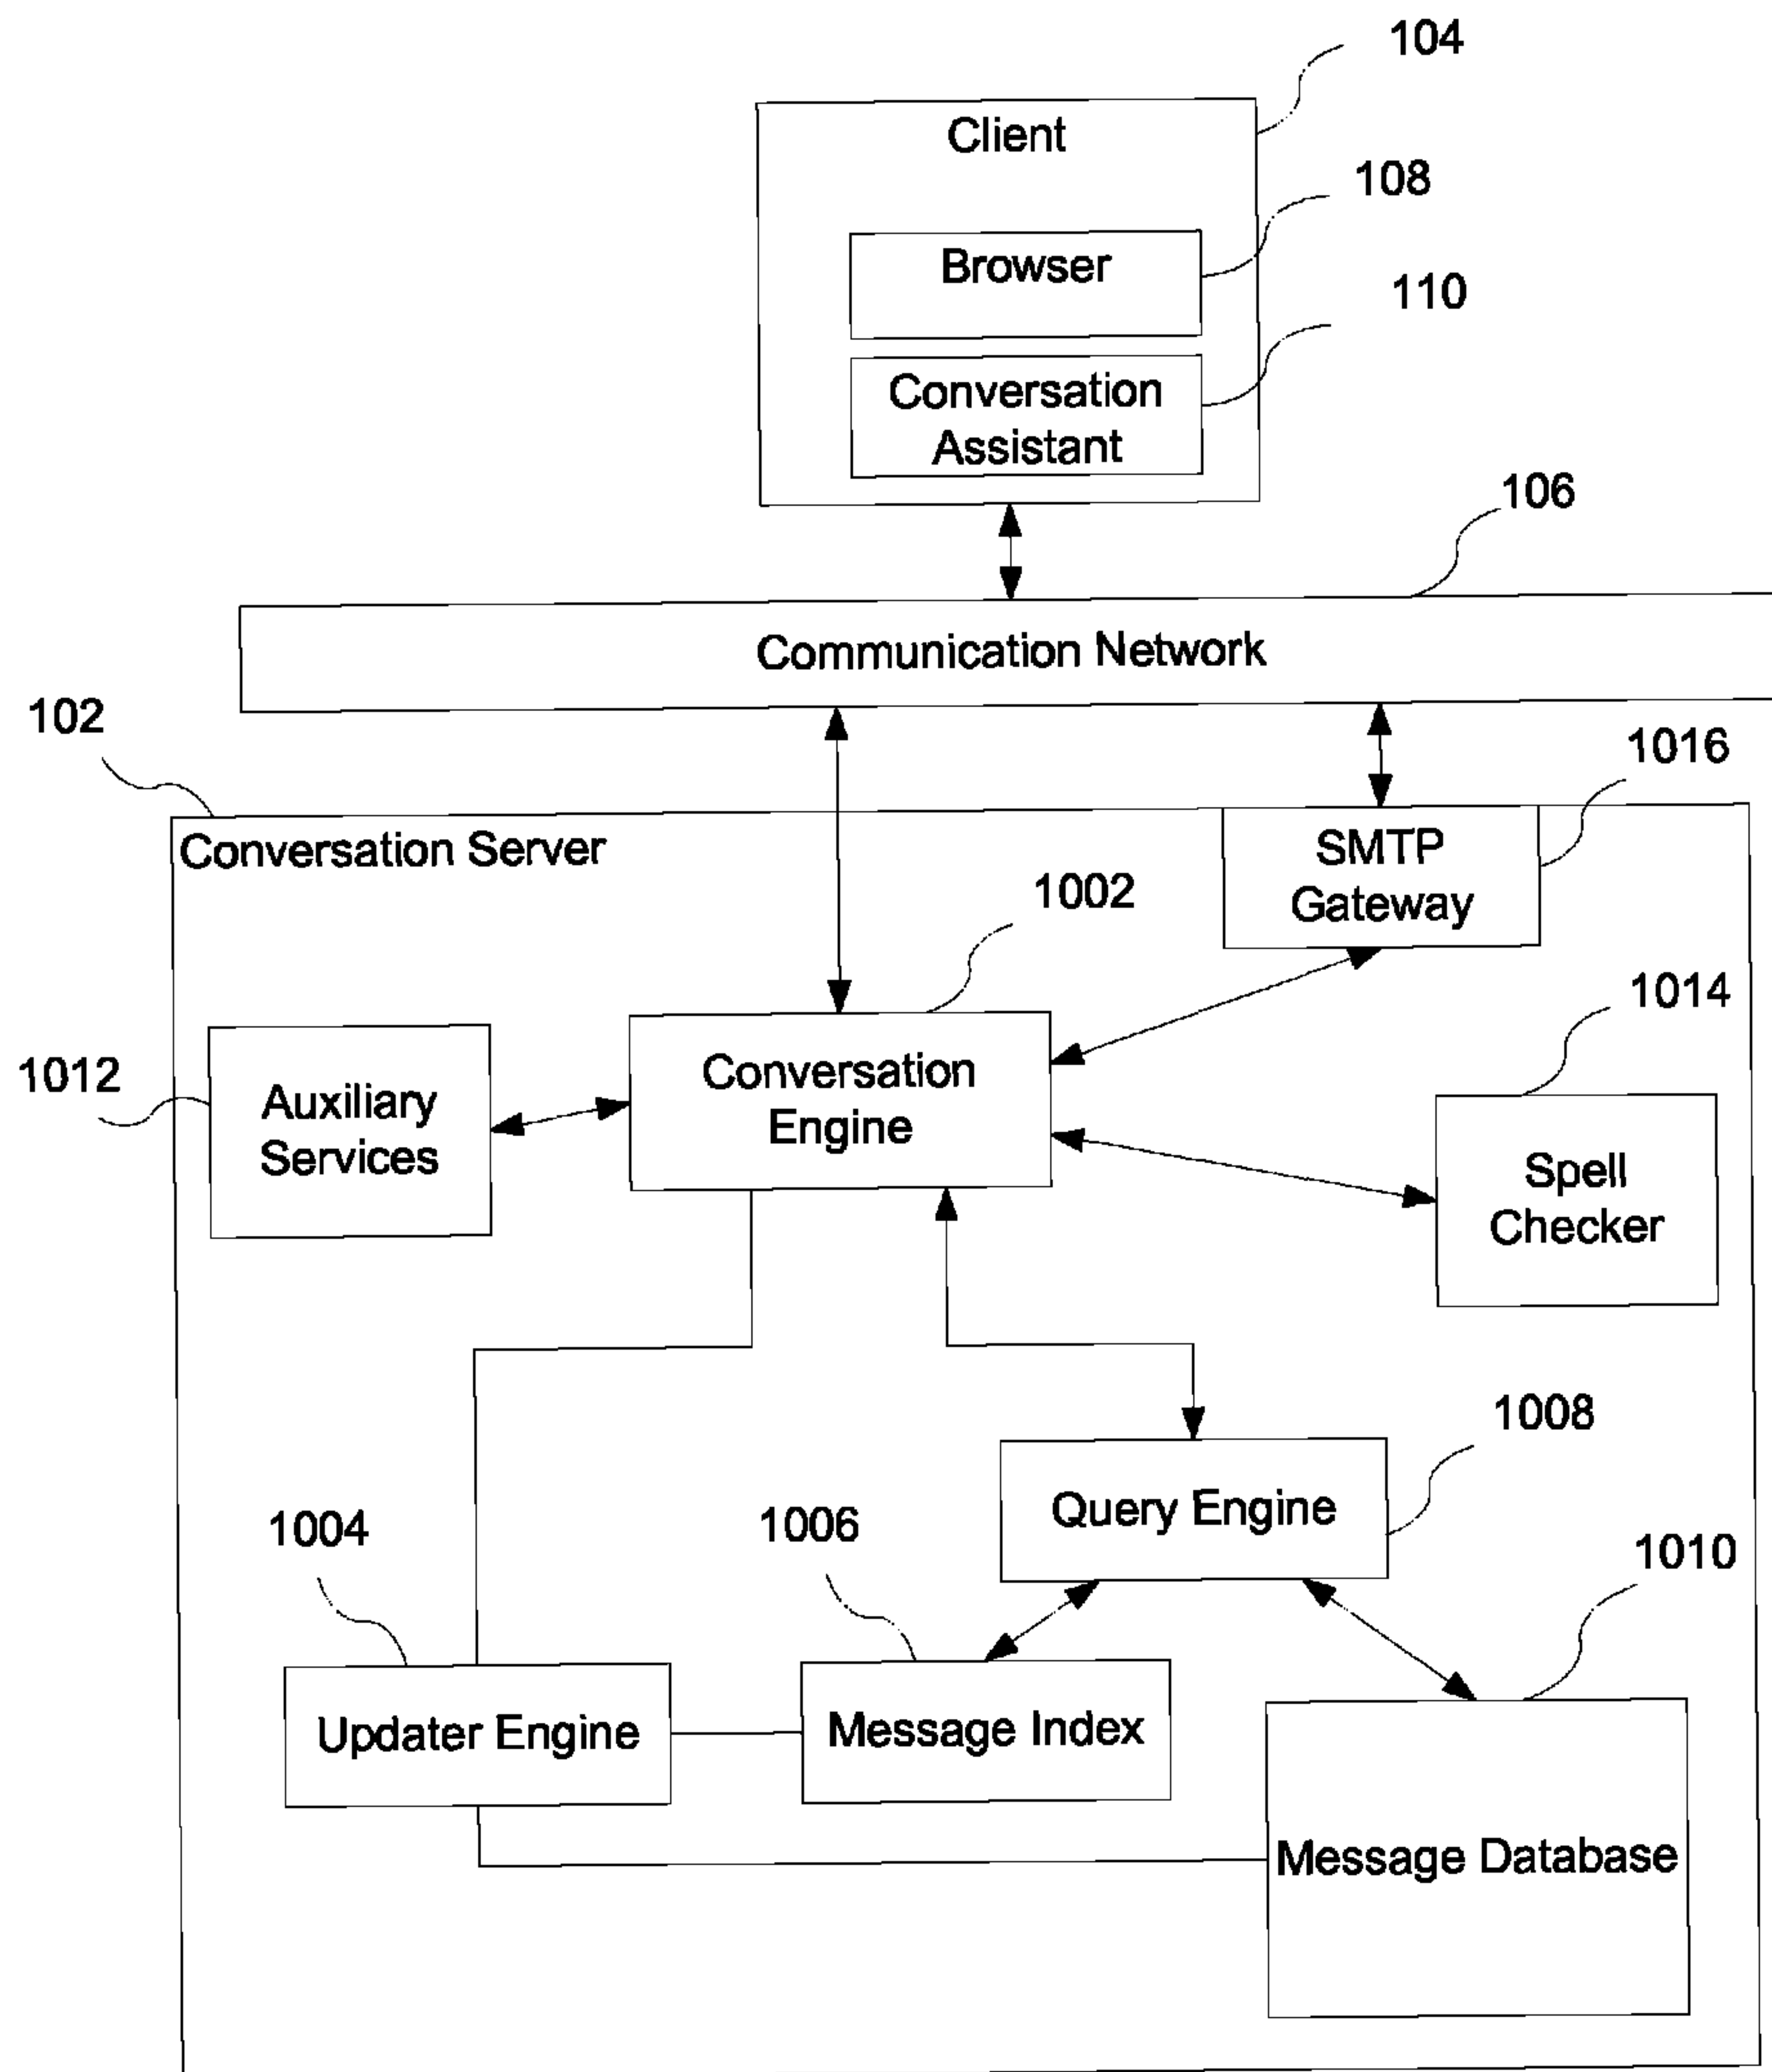 104
Client
108
Browser
110
Conversation
Assistant
106
Communication Network
102
1016
Conversation Server
SMTP
Gateway
1002
1014
1012
Auxiliary
Services
Conversation
Engine
Spell
Checker
1008
Query Engine
1004
1006
1010
Updater Engine
Message Index
Message Database